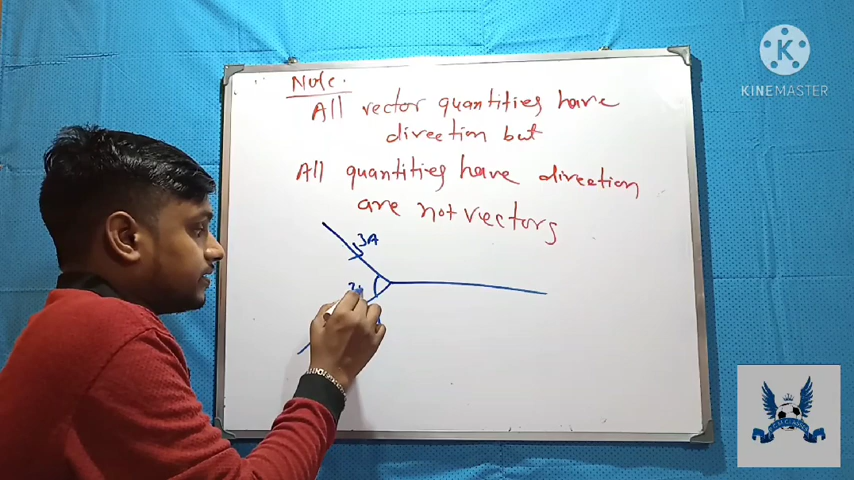 Note.
All vector quantities have
direction but
All quantities have direction
are not vectors
3A
KINEMASTER